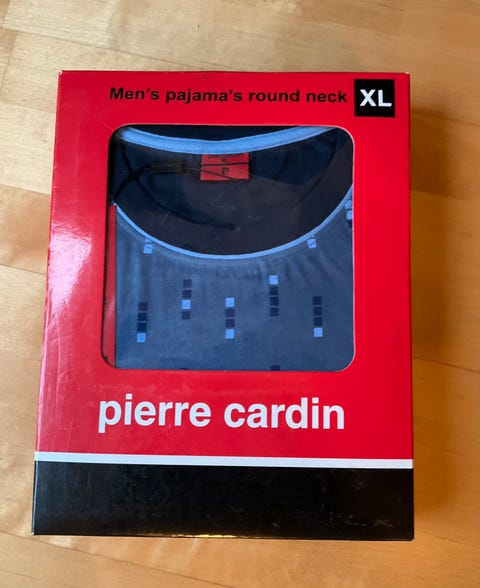 Men's pajama's round neck XL
pierre cardin